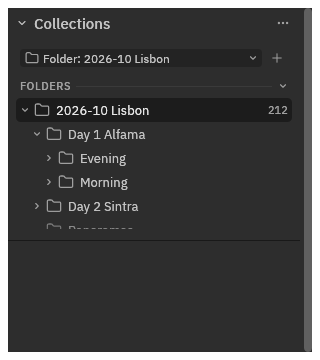 Collections
Folder: 2026-10 Lisbon
FOLDERS
2026-10 Lisbon 212
Day 1 Alfama
Evening
Morning
Day 2 Sintra